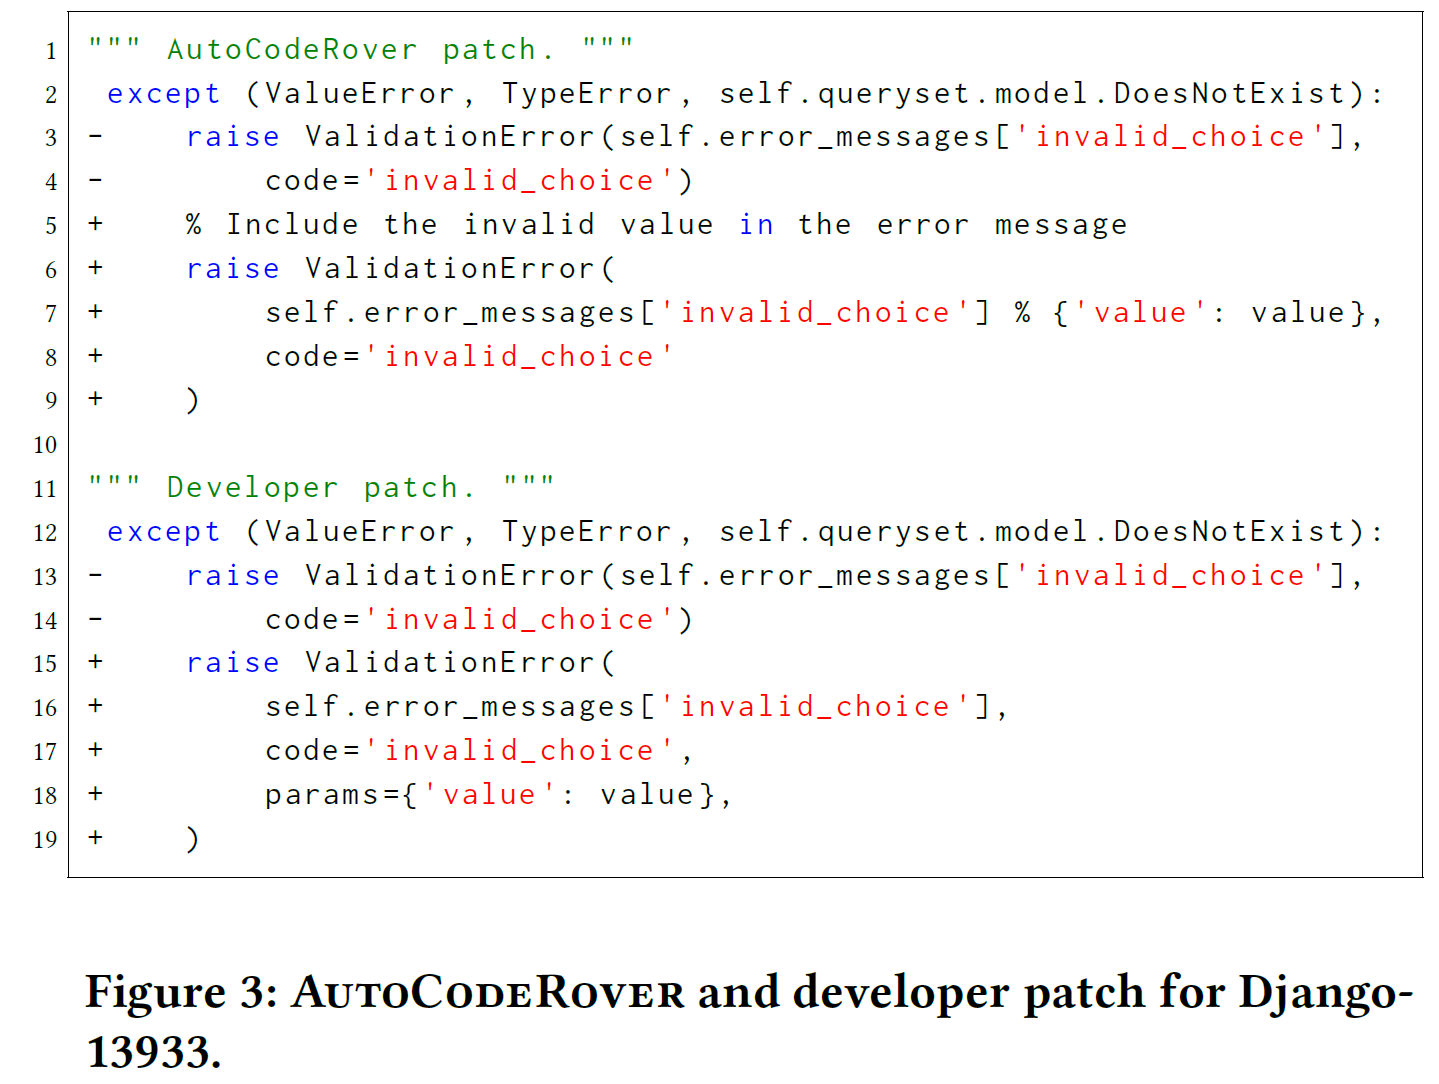 1 """ AutoCodeRover patch. """
2  except (ValueError, TypeError, self.queryset.model.DoesNotExist):
3 -    raise ValidationError(self.error_messages['invalid_choice'],
4 -        code='invalid_choice')
5 +    % Include the invalid value in the error message
6 +    raise ValidationError(
7 +        self.error_messages['invalid_choice'] % {'value': value},
8 +        code='invalid_choice'
9 +    )
10
11 """ Developer patch. """
12  except (ValueError, TypeError, self.queryset.model.DoesNotExist):
13 -    raise ValidationError(self.error_messages['invalid_choice'],
14 -        code='invalid_choice')
15 +    raise ValidationError(
16 +        self.error_messages['invalid_choice'],
17 +        code='invalid_choice',
18 +        params={'value': value},
19 +    )
Figure 3: AutoCodeRover and developer patch for Django-
13933.